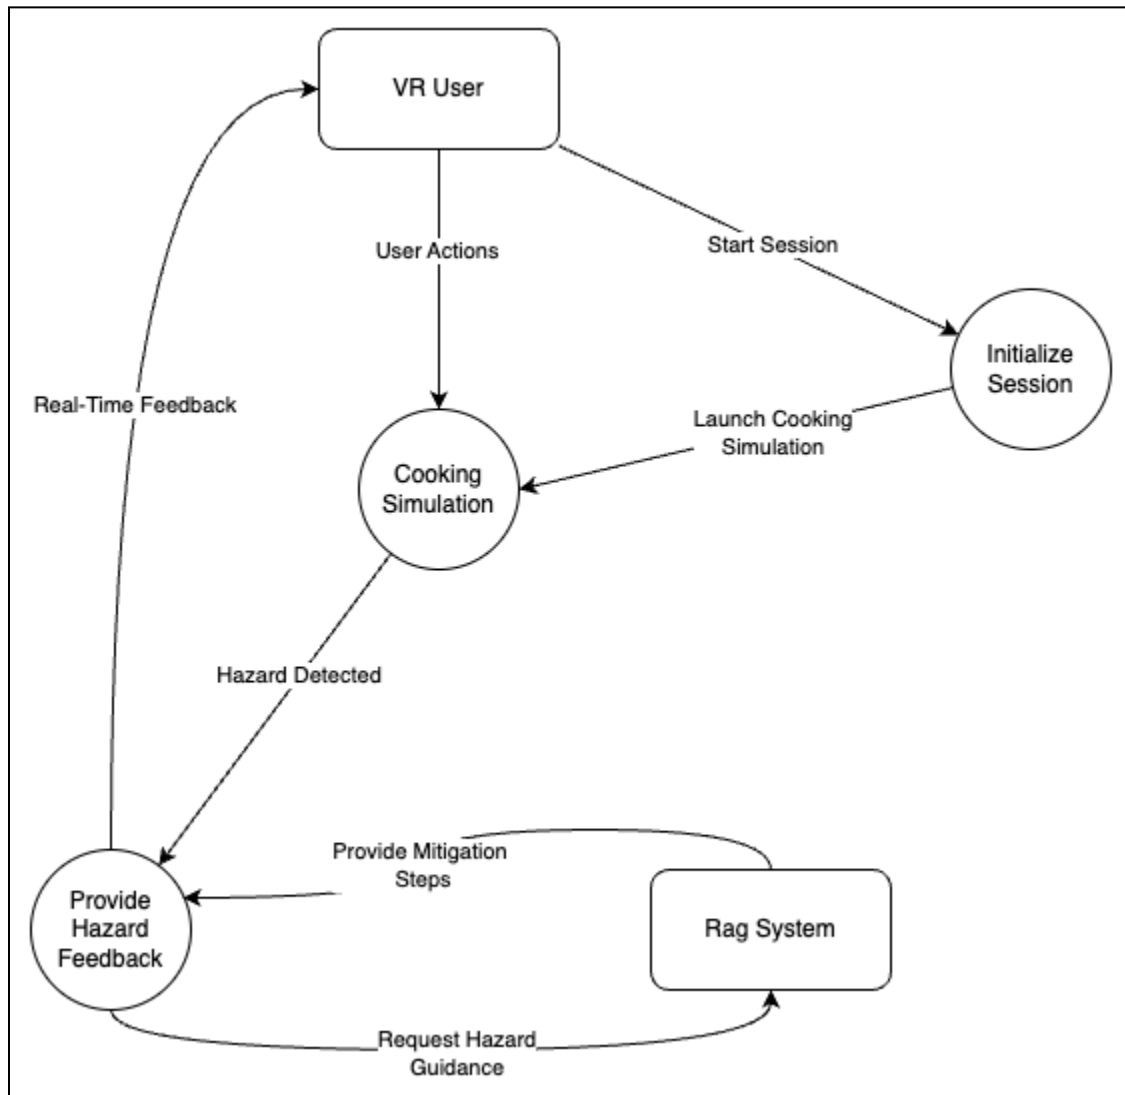 VR User
User Actions
Start Session
Initialize
Session
Real-Time Feedback
Launch Cooking
Simulation
Cooking
Simulation
Hazard Detected
Provide Mitigation
Steps
Provide
Hazard
Feedback
Rag System
Request Hazard
Guidance